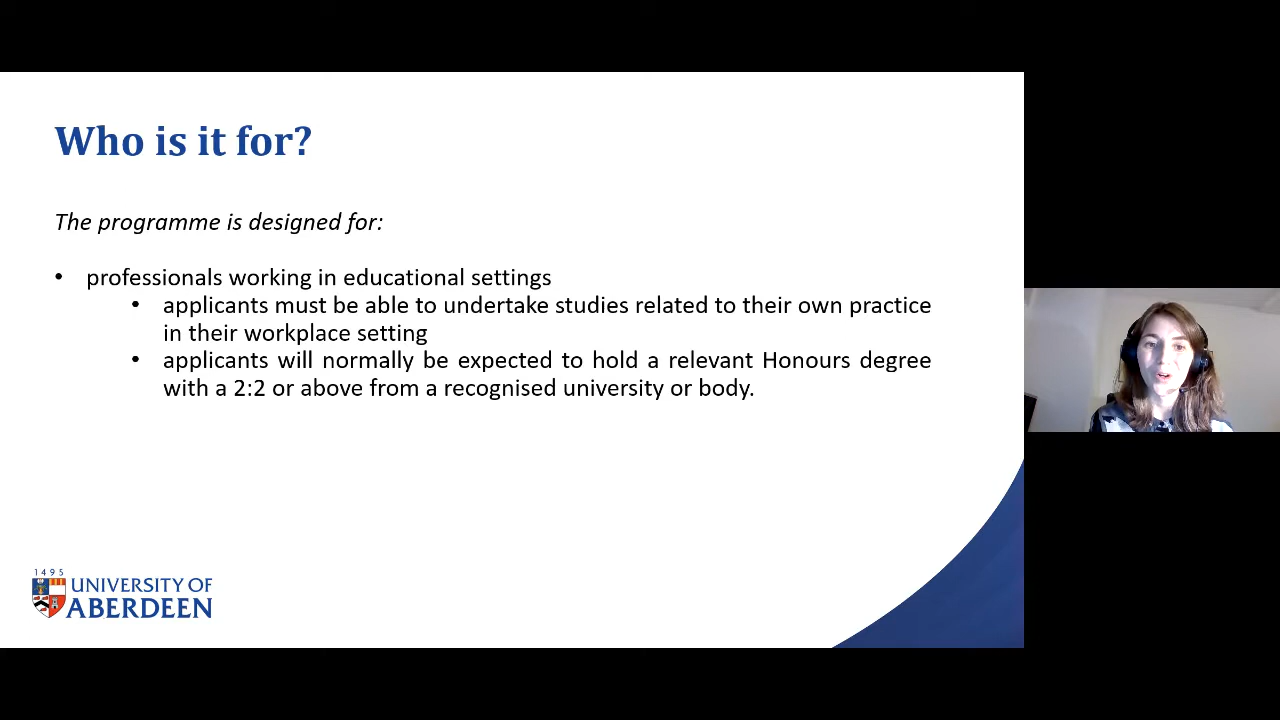 Who is it for?
The programme is designed for:
• professionals working in educational settings
• applicants must be able to undertake studies related to their own practice
in their workplace setting
• applicants will normally be expected to hold a relevant Honours degree
with a 2:2 or above from a recognised university or body.
1495
UNIVERSITY OF
ABERDEEN